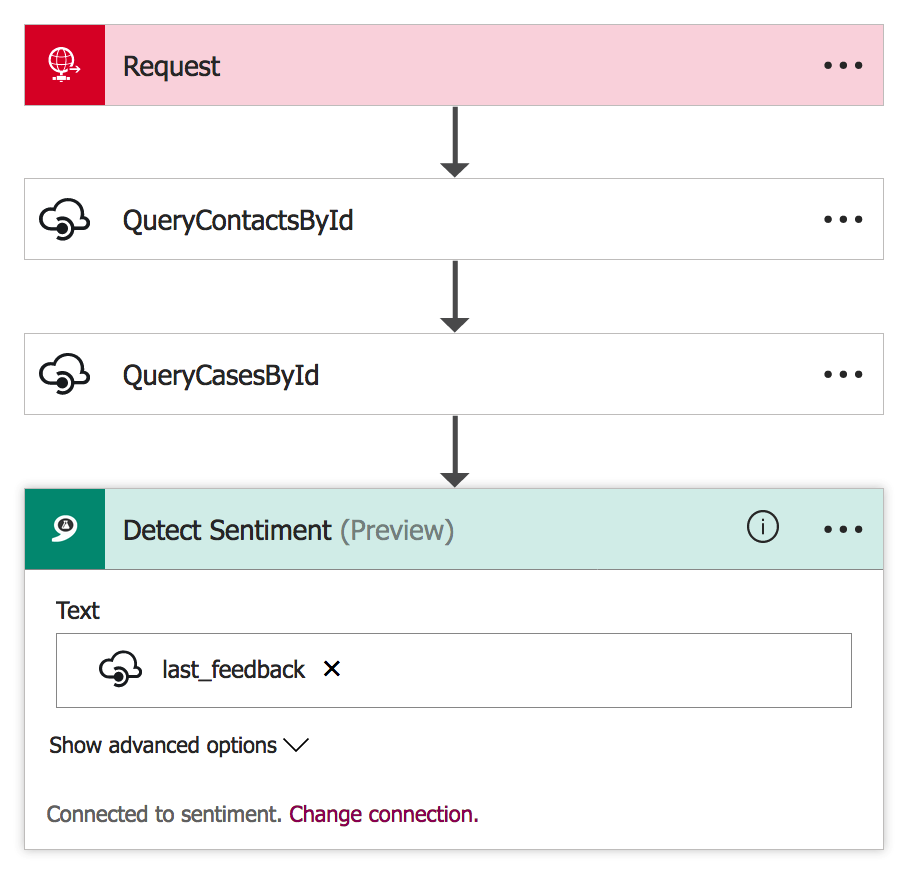 Request
QueryContactsById
QueryCasesById
Detect Sentiment (Preview)
Text
last_feedback
Show advanced options
Connected to sentiment. Change connection.